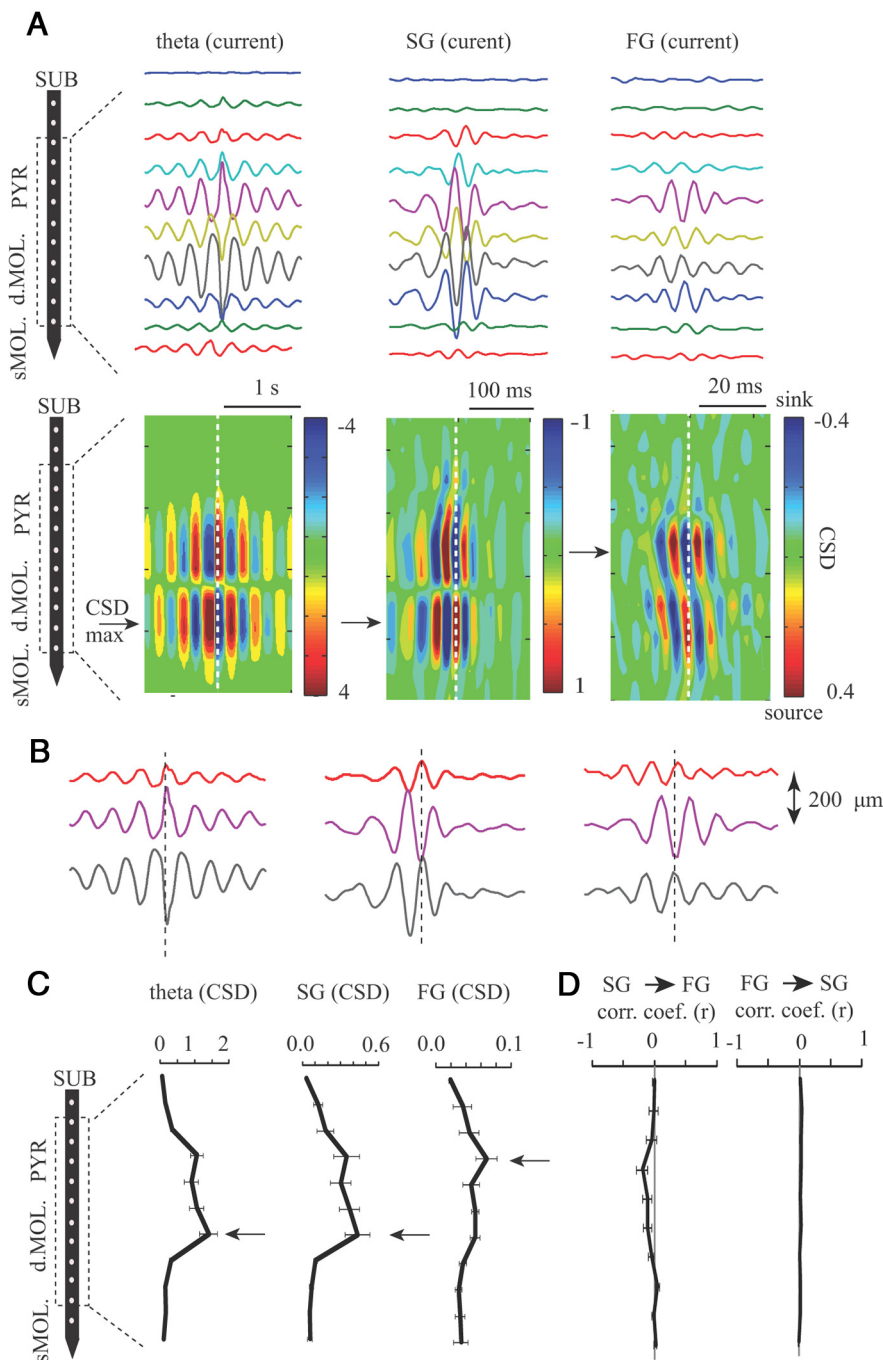 A
theta (current)
SG (curent)
FG (current)
SUB
PYR
d.MOL.
sMOL.
1 s
100 ms
20 ms
sink
SUB
-4
-1
-0.4
PYR
d.MOL.
sMOL.
CSD
max
CSD
4
1
0.4
source
B
200 μm
C
D
theta (CSD)
SG (CSD)
FG (CSD)
SG FG
corr. coef. (r)
FG SG
corr. coef. (r)
0 1 2
0.0 0.6
0.0 0.1
-1 0 1
-1 0 1
SUB
PYR
d.MOL.
sMOL.